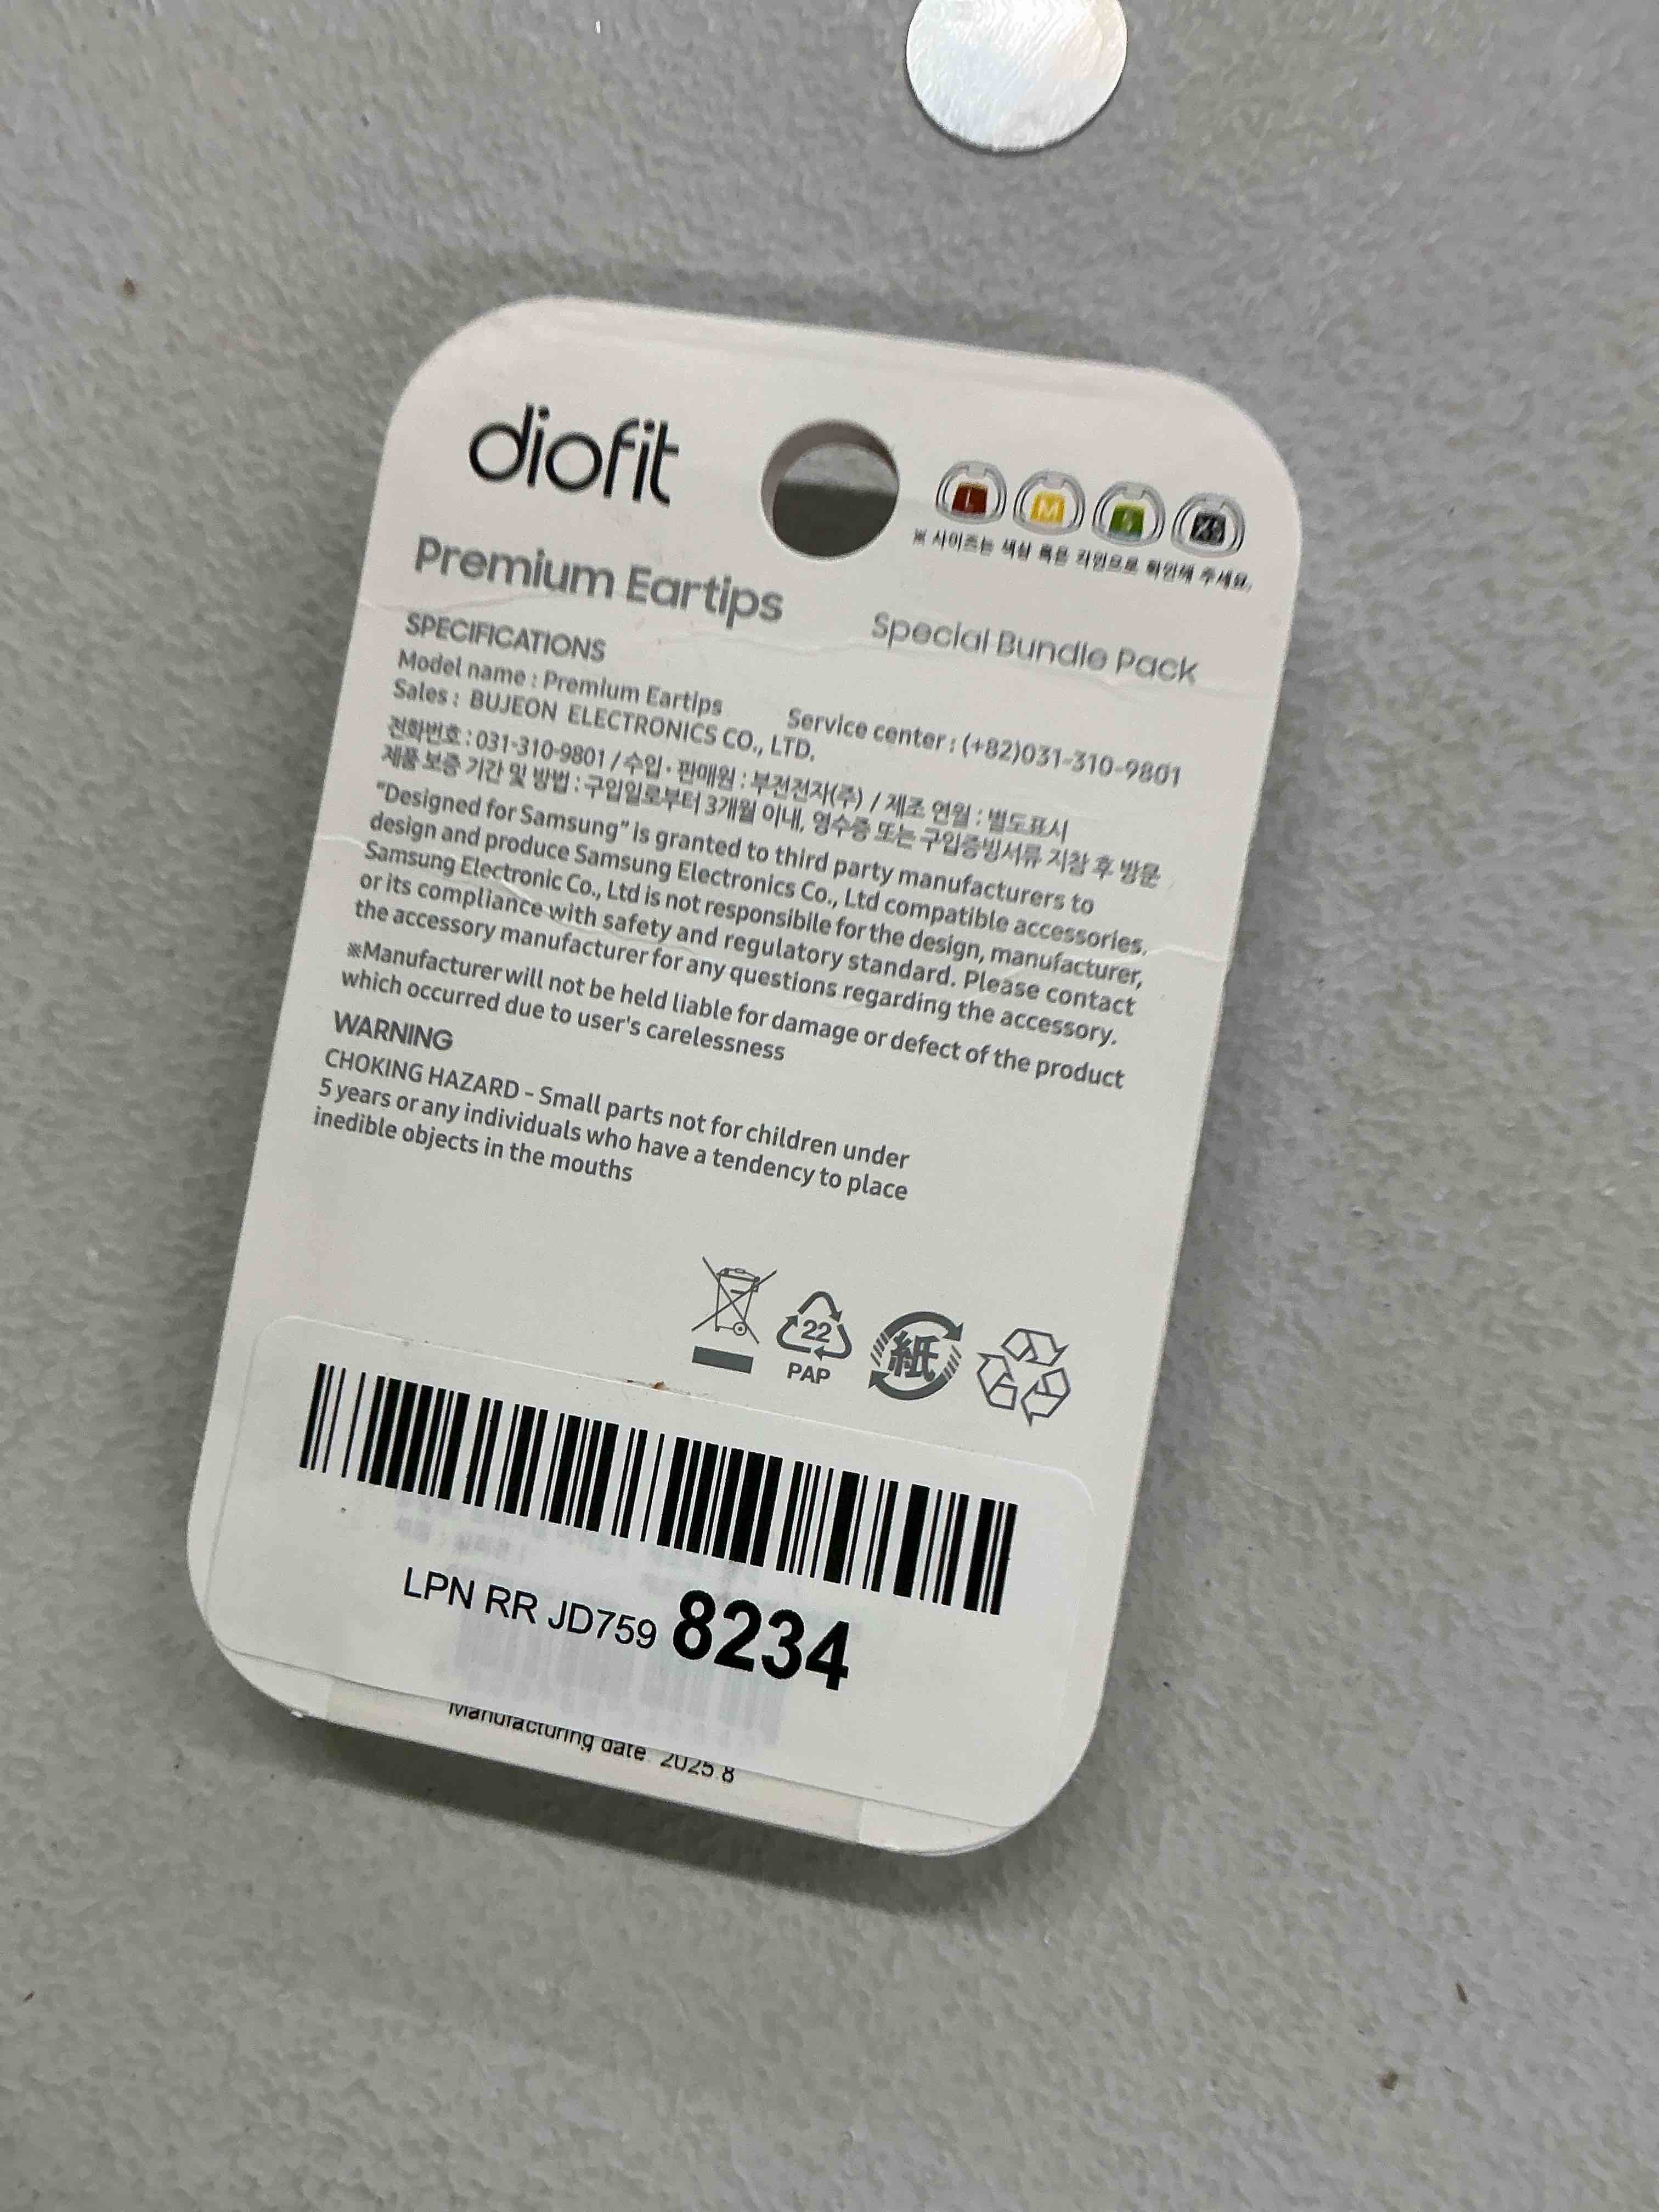 diofit
L M S XS
※ 사이즈는 색상 혹은 각인으로 확인해 주세요.
Premium Eartips
Special Bundle Pack
SPECIFICATIONS
Model name : Premium Eartips
Service center : (+82)031-310-9801
Sales : BUJEON ELECTRONICS CO., LTD.
전화번호 : 031-310-9801 / 수입 · 판매원 : 부전전자(주) / 제조 연월 : 별도표시
제품 보증 기간 및 방법 : 구입일로부터 3개월 이내, 영수증 또는 구입증빙서류 지참 후 방문
"Designed for Samsung" is granted to third party manufacturers to
design and produce Samsung Electronics Co., Ltd compatible accessories.
Samsung Electronic Co., Ltd is not responsibile for the design, manufacturer,
or its compliance with safety and regulatory standard. Please contact
the accessory manufacturer for any questions regarding the accessory.
※Manufacturer will not be held liable for damage or defect of the product
which occurred due to user's carelessness
WARNING
CHOKING HAZARD - Small parts not for children under
5 years or any individuals who have a tendency to place
inedible objects in the mouths
22
PAP
紙
LPN RR JD759 8234
Manufacturing date: 2025.8